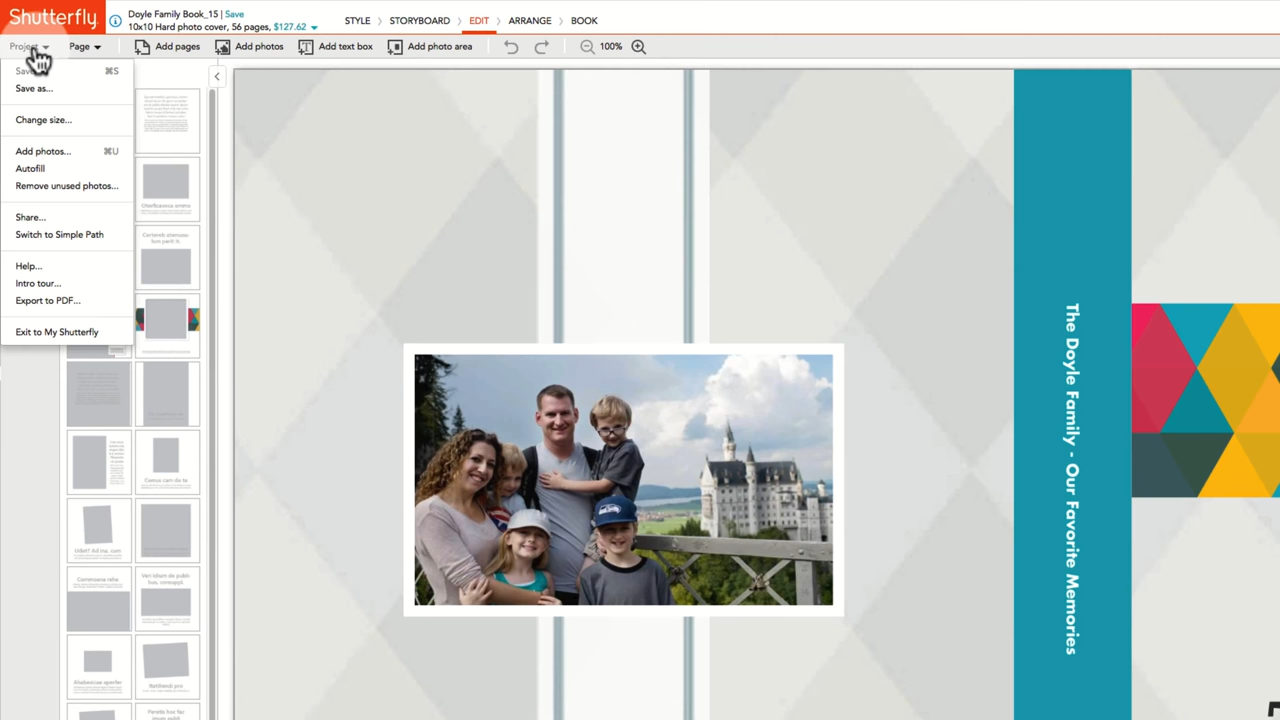 Shutterfly.
Doyle Family Book_15 | Save
10x10 Hard photo cover, 56 pages, $127.62
STYLE
STORYBOARD
EDIT
ARRANGE
BOOK
Project
Page
Add pages
Add photos
Add text box
Add photo area
100%
Save ⌘S
Save as...
Change size...
Add photos... ⌘U
Autofill
Remove unused photos...
Share...
Switch to Simple Path
Help...
Intro tour...
Export to PDF...
Exit to My Shutterfly
The Doyle Family - Our Favorite Memories